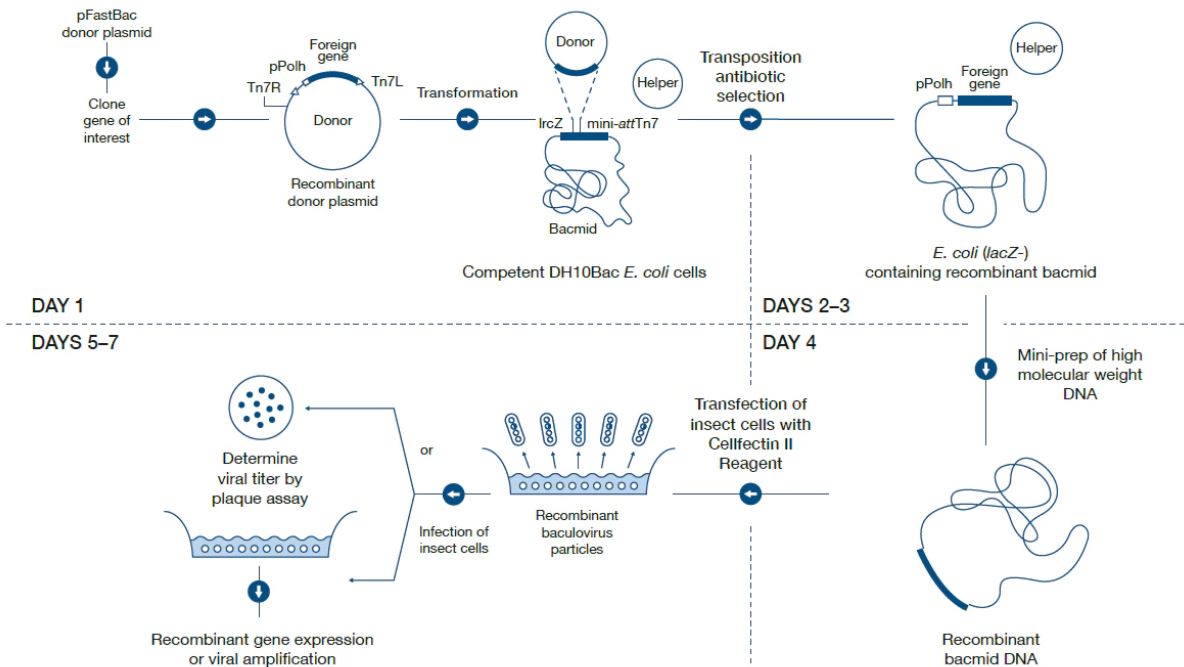 pFastBac
donor plasmid
Clone
gene of
interest
Foreign
gene
pPolh
Tn7R
Tn7L
Donor
Recombinant
donor plasmid
Transformation
Donor
Helper
lrcZ
mini-attTn7
Bacmid
Competent DH10Bac E. coli cells
Transposition
antibiotic
selection
Helper
Foreign
gene
pPolh
E. coli (lacZ-)
containing recombinant bacmid
DAY 1
DAYS 2–3
DAYS 5–7
DAY 4
Mini-prep of high
molecular weight
DNA
Recombinant
bacmid DNA
Transfection of
insect cells with
Cellfectin II
Reagent
Recombinant
baculovirus
particles
Infection of
insect cells
or
Determine
viral titer by
plaque assay
Recombinant gene expression
or viral amplification